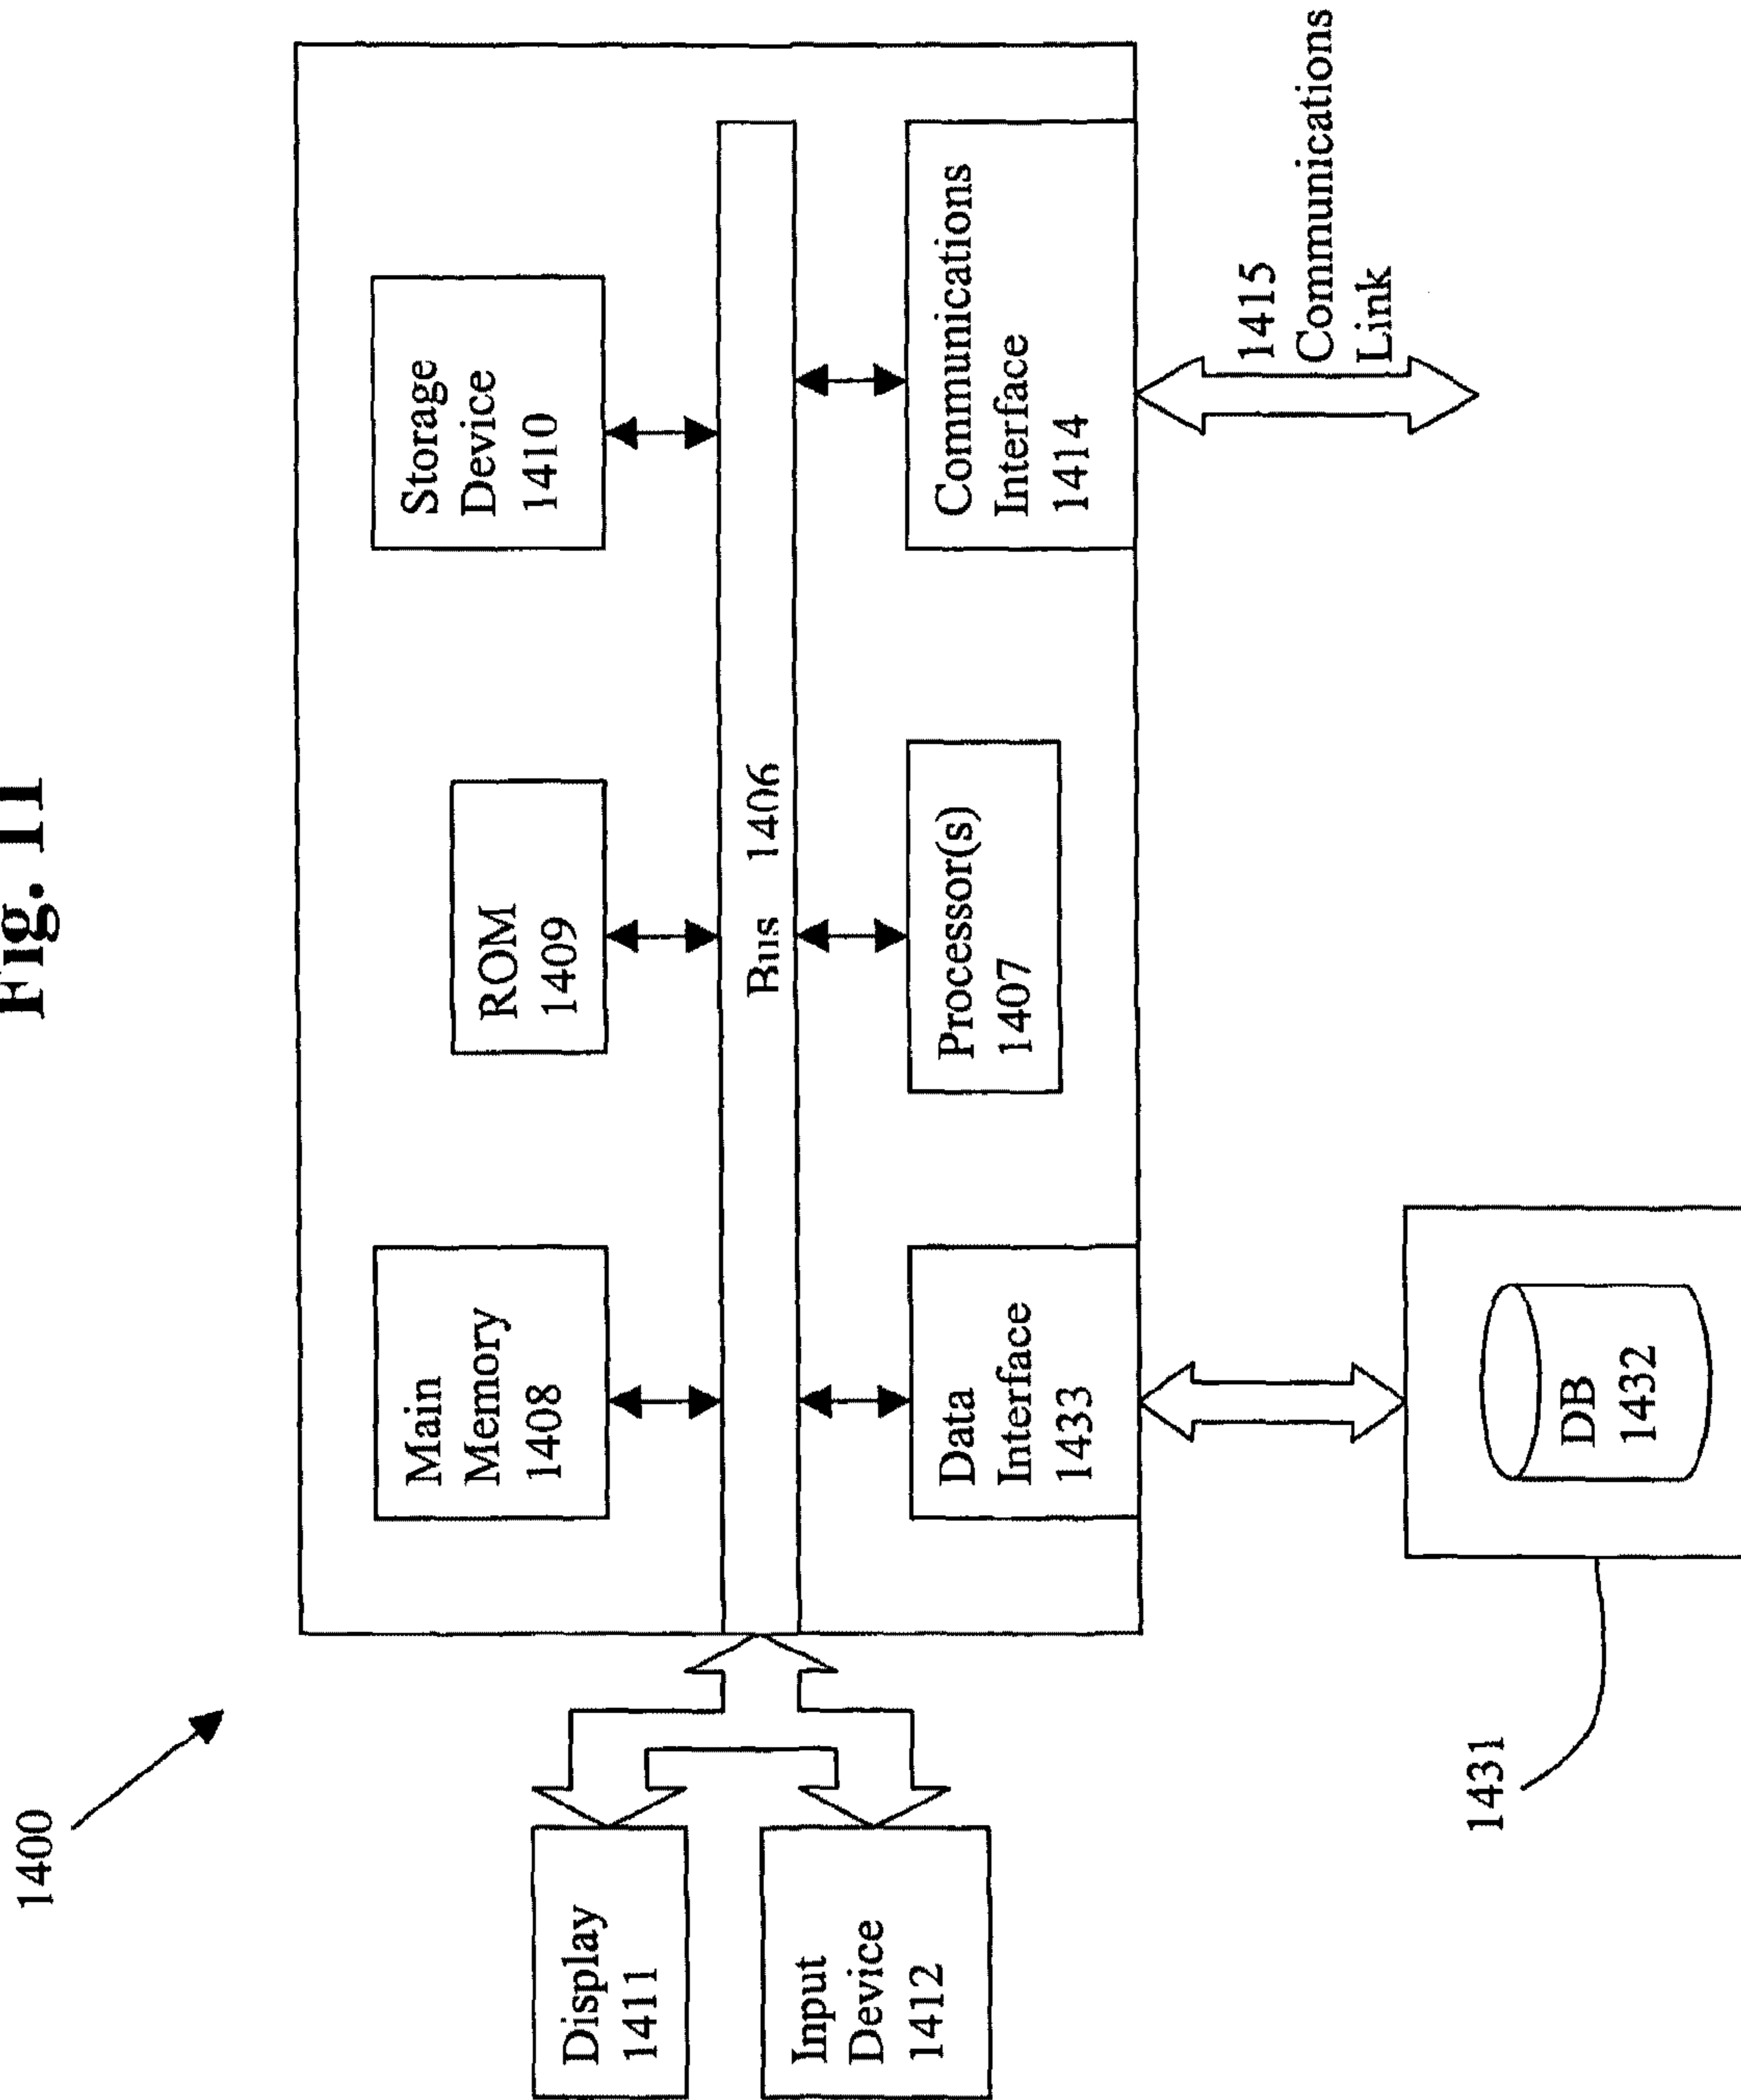 Fig. 11
1400
Main
Memory
1408
ROM
1409
Storage
Device
1410
Display
1411
Input
Device
1412
Bus 1406
Data
Interface
1433
Processor(s)
1407
Communications
Interface
1414
1415
Communications
Link
DB
1432
1431